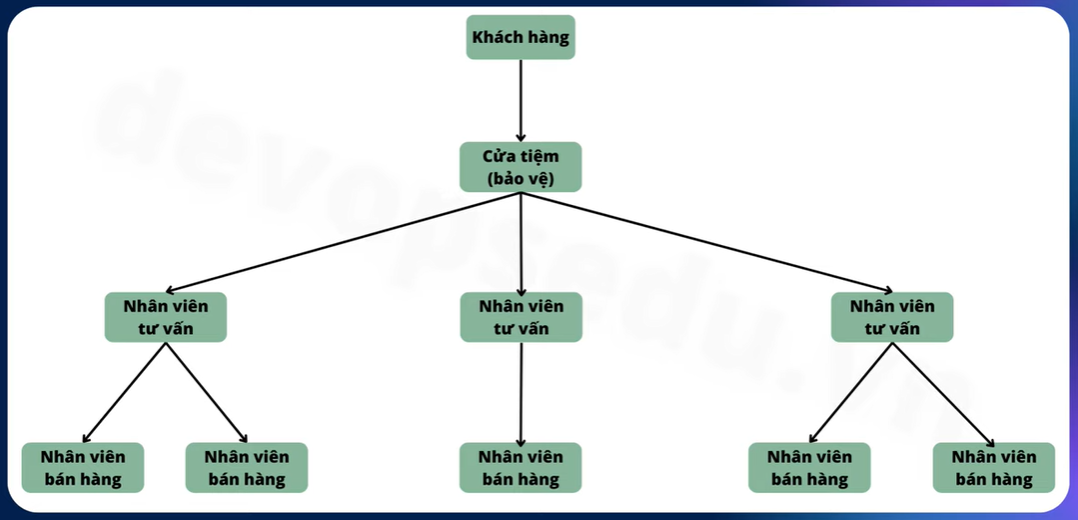 Khách hàng
Cửa tiệm
(bảo vệ)
Nhân viên
tư vấn
Nhân viên
tư vấn
Nhân viên
tư vấn
Nhân viên
bán hàng
Nhân viên
bán hàng
Nhân viên
bán hàng
Nhân viên
bán hàng
Nhân viên
bán hàng
devopsedu.vn